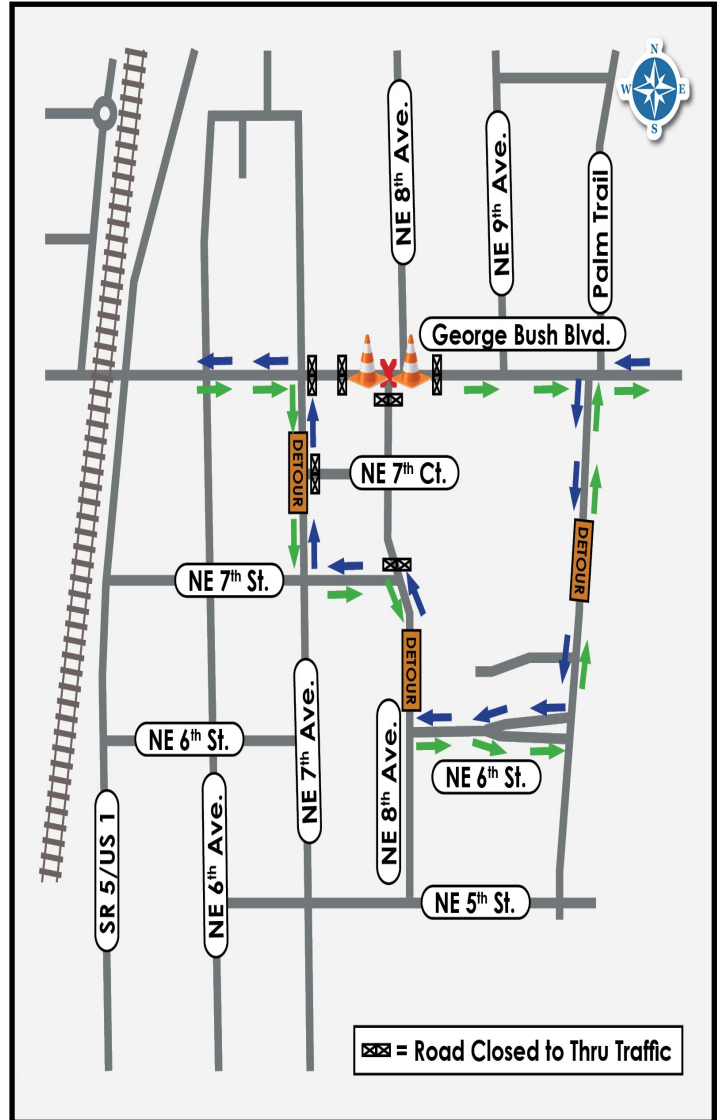 N
W E
S
NE 8th Ave.
NE 9th Ave.
Palm Trail
George Bush Blvd.
X
DETOUR
NE 7th Ct.
DETOUR
NE 7th St.
DETOUR
NE 6th St.
NE 7th Ave.
NE 8th Ave.
NE 6th St.
SR 5/US 1
NE 6th Ave.
NE 5th St.
= Road Closed to Thru Traffic